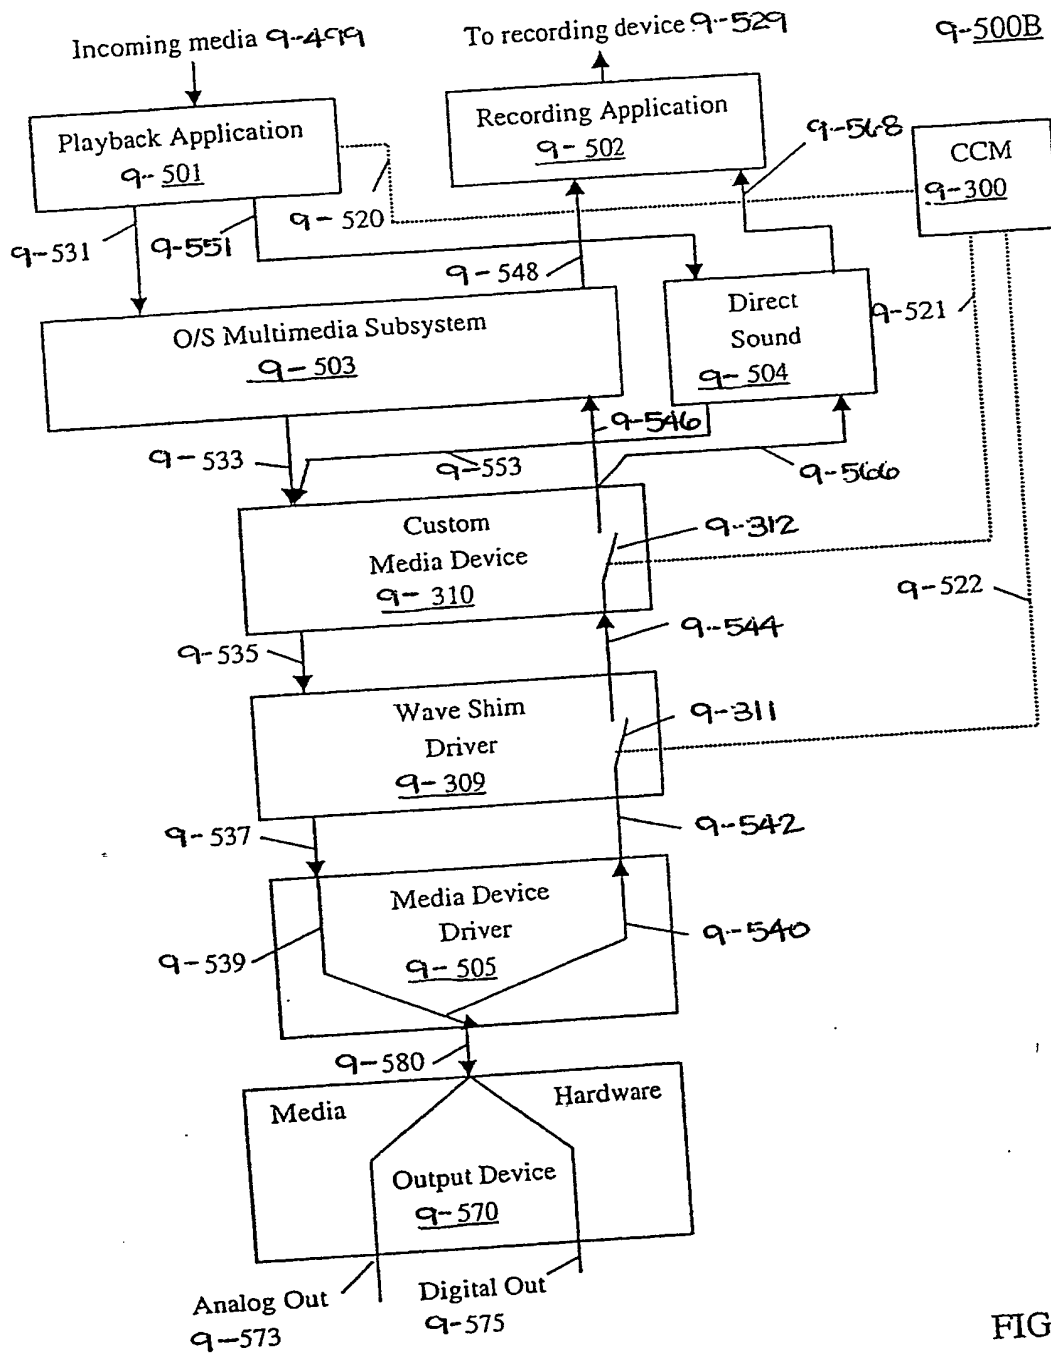 Incoming media 9-499
To recording device 9-529
9-500B
Playback Application
9-501
Recording Application
9-502
9-568
CCM
9-300
9-531
9-551
9-520
9-548
O/S Multimedia Subsystem
9-503
Direct
Sound
9-504
9-521
9-533
9-553
9-546
9-566
Custom
Media Device
9-310
9-312
9-522
9-535
9-544
Wave Shim
Driver
9-309
9-311
9-537
9-542
Media Device
Driver
9-505
9-539
9-540
9-580
Media
Hardware
Output Device
9-570
Analog Out
9-573
Digital Out
9-575
FIG